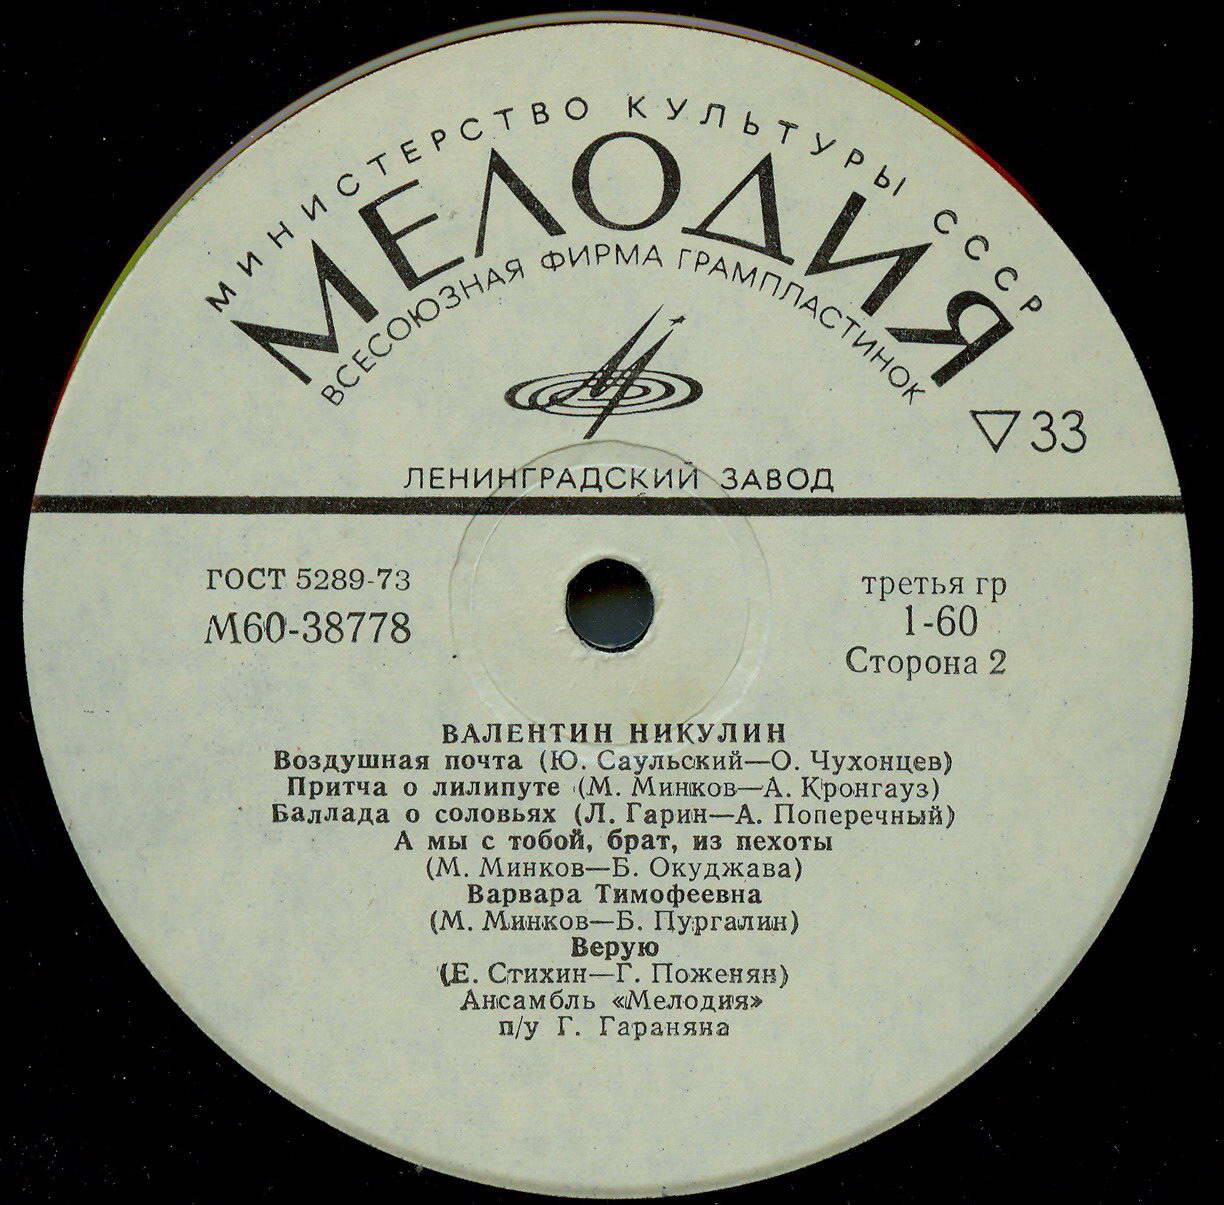 МИНИСТЕРСТВО КУЛЬТУРЫ СССР
МЕЛОДИЯ
ВСЕСОЮЗНАЯ ФИРМА ГРАМПЛАСТИНОК
33
ЛЕНИНГРАДСКИЙ ЗАВОД
ГОСТ 5289-73
М60-38778
третья гр
1-60
Сторона 2
ВАЛЕНТИН НИКУЛИН
Воздушная почта (Ю. Саульский—О. Чухонцев)
Притча о лилипуте (М. Минков—А. Кронгауз)
Баллада о соловьях (Л. Гарин—А. Поперечный)
А мы с тобой, брат, из пехоты
(М. Минков—Б. Окуджава)
Варвара Тимофеевна
(М. Минков—Б. Пургалин)
Верую
(Е. Стихин—Г. Поженян)
Ансамбль «Мелодия»
п/у Г. Гараняна